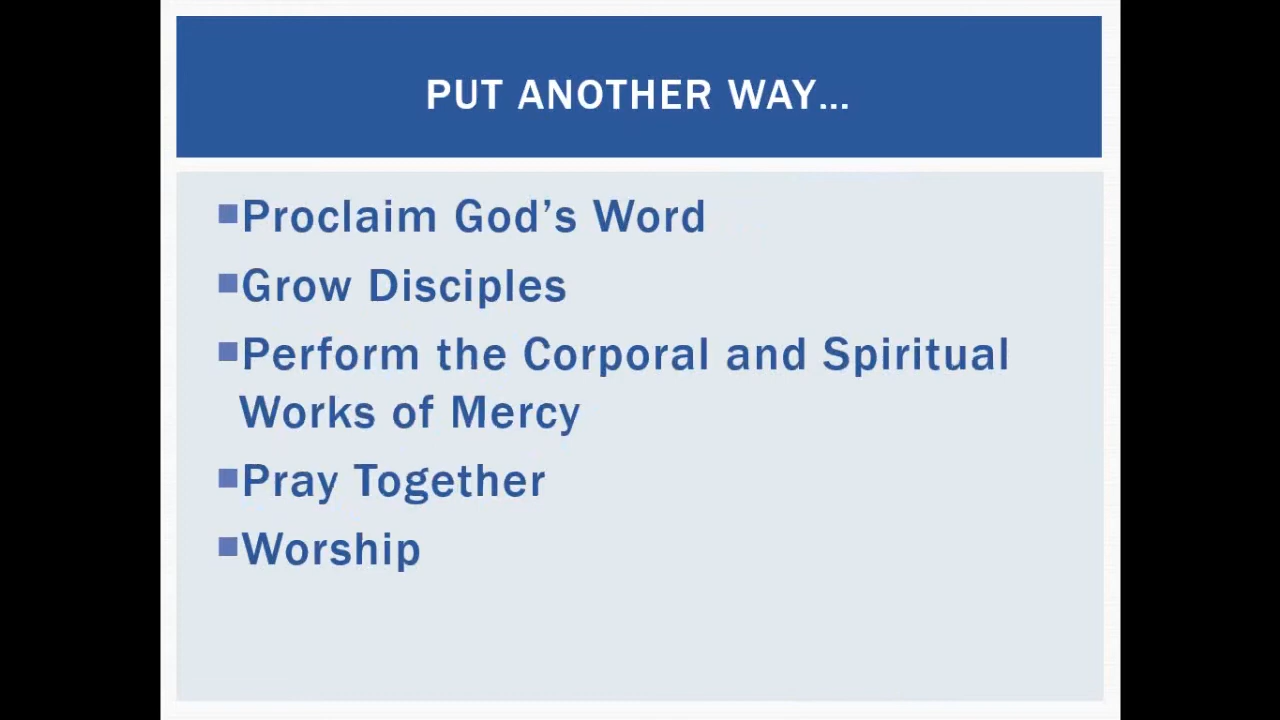 PUT ANOTHER WAY…
Proclaim God’s Word
Grow Disciples
Perform the Corporal and Spiritual
Works of Mercy
Pray Together
Worship